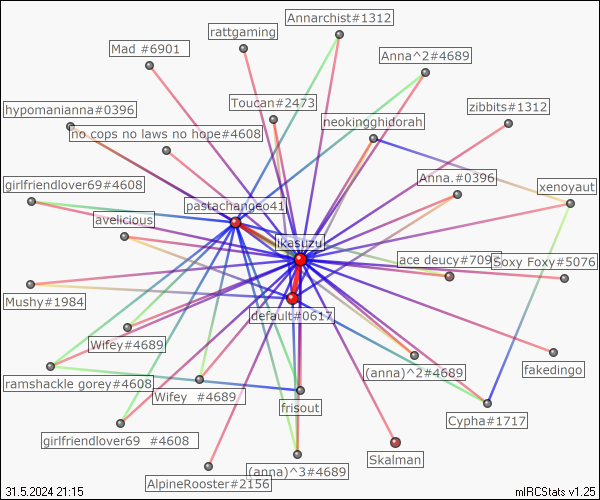 Annarchist#1312
rattgaming
Mad #6901
Anna^2#4689
Toucan#2473
zibbits#1312
hypomanianna#0396
neokingghidorah
no cops no laws no hope#4608
girlfriendlover69#4608
Anna.#0396
xenoyaut
pastachangeo41
avelicious
ikasuzu
ace deucy#709
Soxy Foxy#5076
Mushy#1984
default#0617
Wifey#4689
(anna)^2#4689
fakedingo
ramshackle gorey#4608
Wifey #4689
frisout
Cypha#1717
girlfriendlover69 #4608
Skalman
(anna)^3#4689
AlpineRooster#2156
31.5.2024 21:15
mIRCStats v1.25